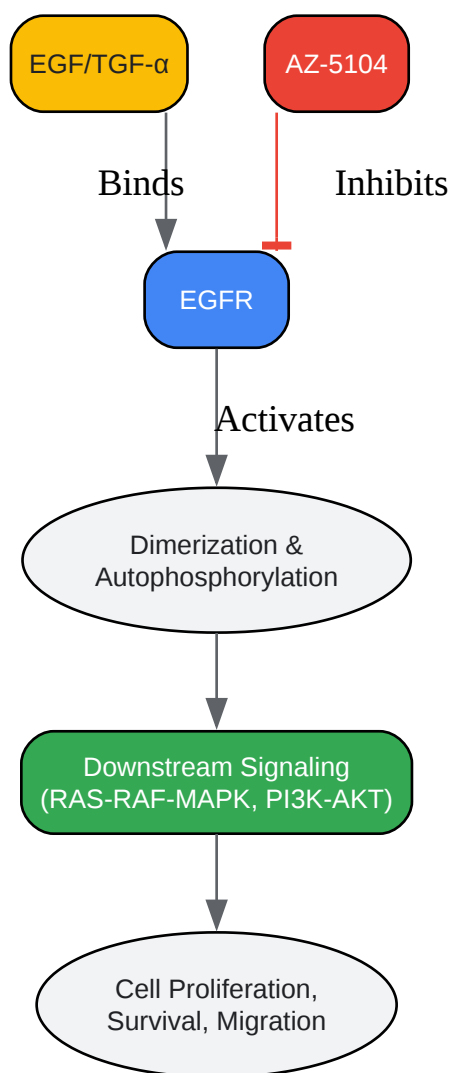 EGF/TGF-α
AZ-5104
Binds
Inhibits
EGFR
Activates
Dimerization &
Autophosphorylation
Downstream Signaling
(RAS-RAF-MAPK, PI3K-AKT)
Cell Proliferation,
Survival, Migration